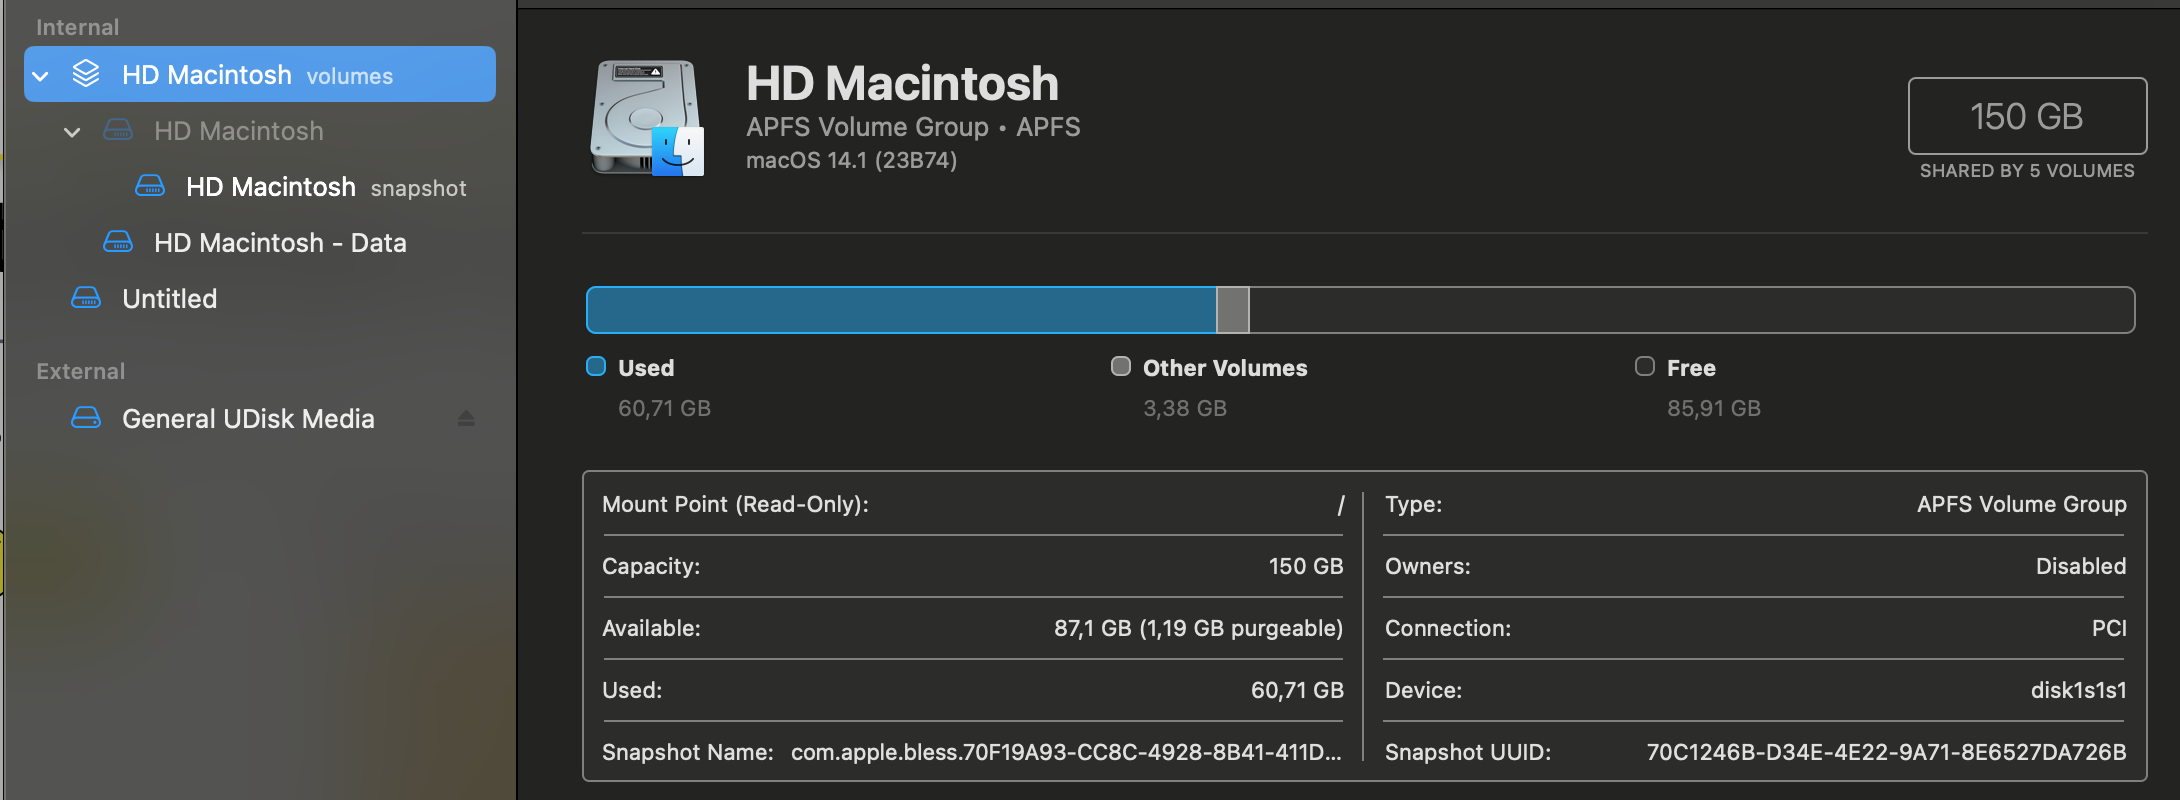 Internal
HD Macintosh volumes
HD Macintosh
HD Macintosh snapshot
HD Macintosh - Data
Untitled
External
General UDisk Media
HD Macintosh
APFS Volume Group • APFS
macOS 14.1 (23B74)
150 GB
SHARED BY 5 VOLUMES
Used
60,71 GB
Other Volumes
3,38 GB
Free
85,91 GB
Mount Point (Read-Only): /
Capacity: 150 GB
Available: 87,1 GB (1,19 GB purgeable)
Used: 60,71 GB
Snapshot Name: com.apple.bless.70F19A93-CC8C-4928-8B41-411D...
Type: APFS Volume Group
Owners: Disabled
Connection: PCI
Device: disk1s1s1
Snapshot UUID: 70C1246B-D34E-4E22-9A71-8E6527DA726B